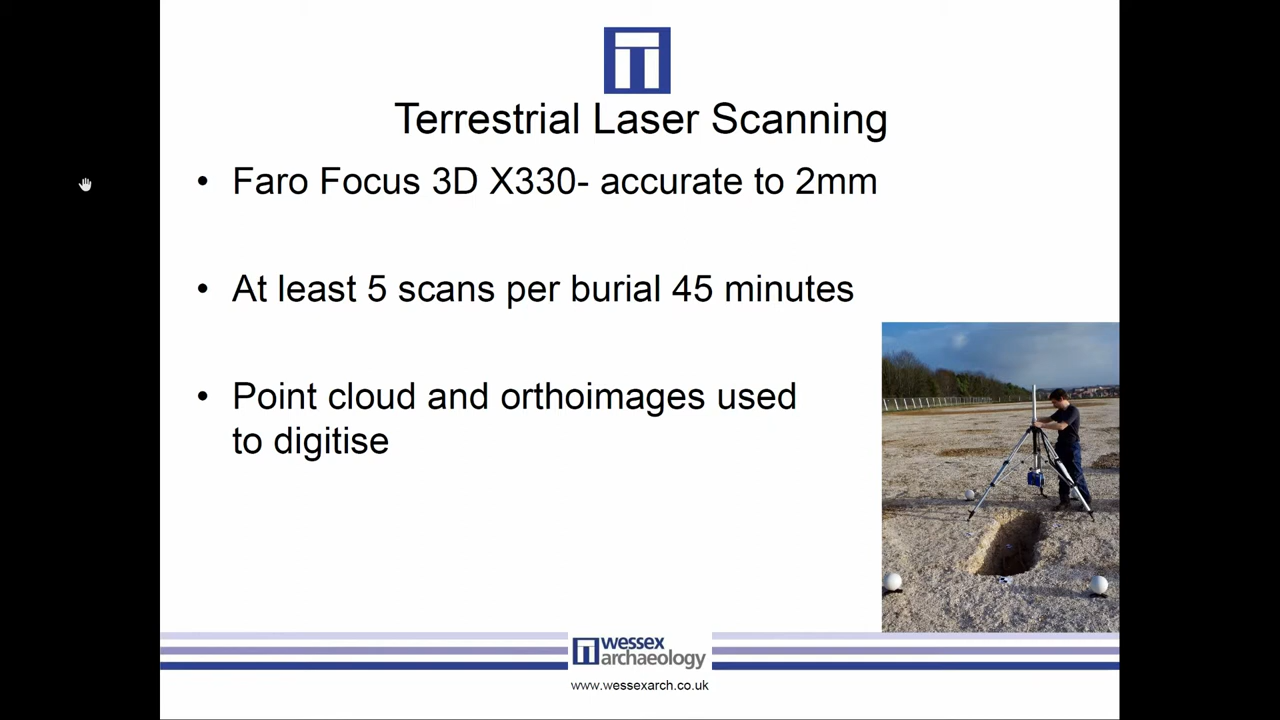 Terrestrial Laser Scanning
• Faro Focus 3D X330- accurate to 2mm
• At least 5 scans per burial 45 minutes
• Point cloud and orthoimages used
to digitise
wessex
archaeology
www.wessexarch.co.uk